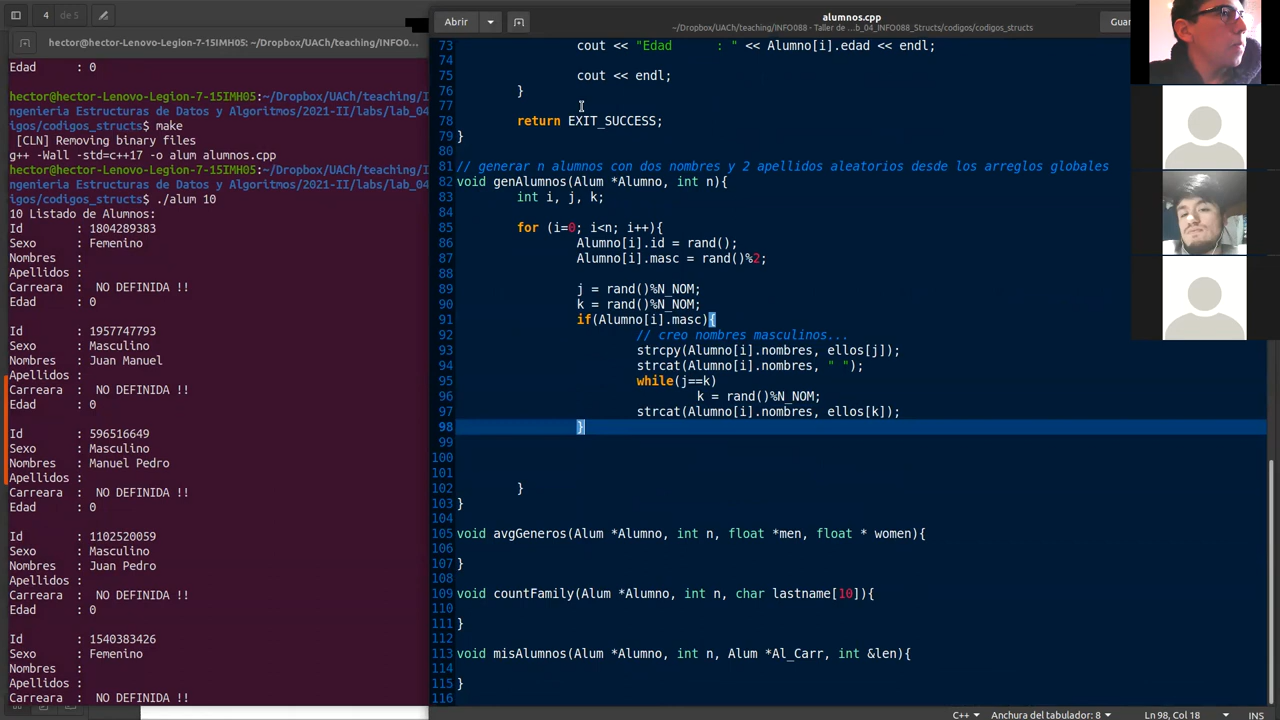 4 de 5
hector@hector-Lenovo-Legion-7-15IMH05: ~/Dropbox/UACh/teaching/INFO0...
Edad      : 0
hector@hector-Lenovo-Legion-7-15IMH05:~/Dropbox/UACh/teaching/I
ngenieria Estructuras de Datos y Algoritmos/2021-II/labs/lab_04
igos/codigos_structs$ make
[CLN] Removing binary files
g++ -Wall -std=c++17 -o alum alumnos.cpp
hector@hector-Lenovo-Legion-7-15IMH05:~/Dropbox/UACh/teaching/I
ngenieria Estructuras de Datos y Algoritmos/2021-II/labs/lab_04
igos/codigos_structs$ ./alum 10
10 Listado de Alumnos:
Id        : 1804289383
Sexo      : Femenino
Nombres   :
Apellidos :
Carreara  :  NO DEFINIDA !!
Edad      : 0
Id        : 1957747793
Sexo      : Masculino
Nombres   : Juan Manuel
Apellidos :
Carreara  :  NO DEFINIDA !!
Edad      : 0
Id        : 596516649
Sexo      : Masculino
Nombres   : Manuel Pedro
Apellidos :
Carreara  :  NO DEFINIDA !!
Edad      : 0
Id        : 1102520059
Sexo      : Masculino
Nombres   : Juan Pedro
Apellidos :
Carreara  :  NO DEFINIDA !!
Edad      : 0
Id        : 1540383426
Sexo      : Femenino
Nombres   :
Apellidos :
Carreara  :  NO DEFINIDA !!
Abrir
alumnos.cpp
~/Dropbox/UACh/teaching/INFO088 - Taller de ...b_04_INFO088_Structs/codigos/codigos_structs
Guar
73 cout << "Edad      : " << Alumno[i].edad << endl;
74
75 cout << endl;
76 }
77
78 return EXIT_SUCCESS;
79 }
80
81 // generar n alumnos con dos nombres y 2 apellidos aleatorios desde los arreglos globales
82 void genAlumnos(Alum *Alumno, int n){
83 int i, j, k;
84
85 for (i=0; i<n; i++){
86 Alumno[i].id = rand();
87 Alumno[i].masc = rand()%2;
88
89 j = rand()%N_NOM;
90 k = rand()%N_NOM;
91 if(Alumno[i].masc){
92 // creo nombres masculinos...
93 strcpy(Alumno[i].nombres, ellos[j]);
94 strcat(Alumno[i].nombres, " ");
95 while(j==k)
96 k = rand()%N_NOM;
97 strcat(Alumno[i].nombres, ellos[k]);
98 }
99
100
101
102 }
103 }
104
105 void avgGeneros(Alum *Alumno, int n, float *men, float * women){
106
107 }
108
109 void countFamily(Alum *Alumno, int n, char lastname[10]){
110
111 }
112
113 void misAlumnos(Alum *Alumno, int n, Alum *Al_Carr, int &len){
114
115 }
116
C++ Anchura del tabulador: 8 Ln 98, Col 18 INS